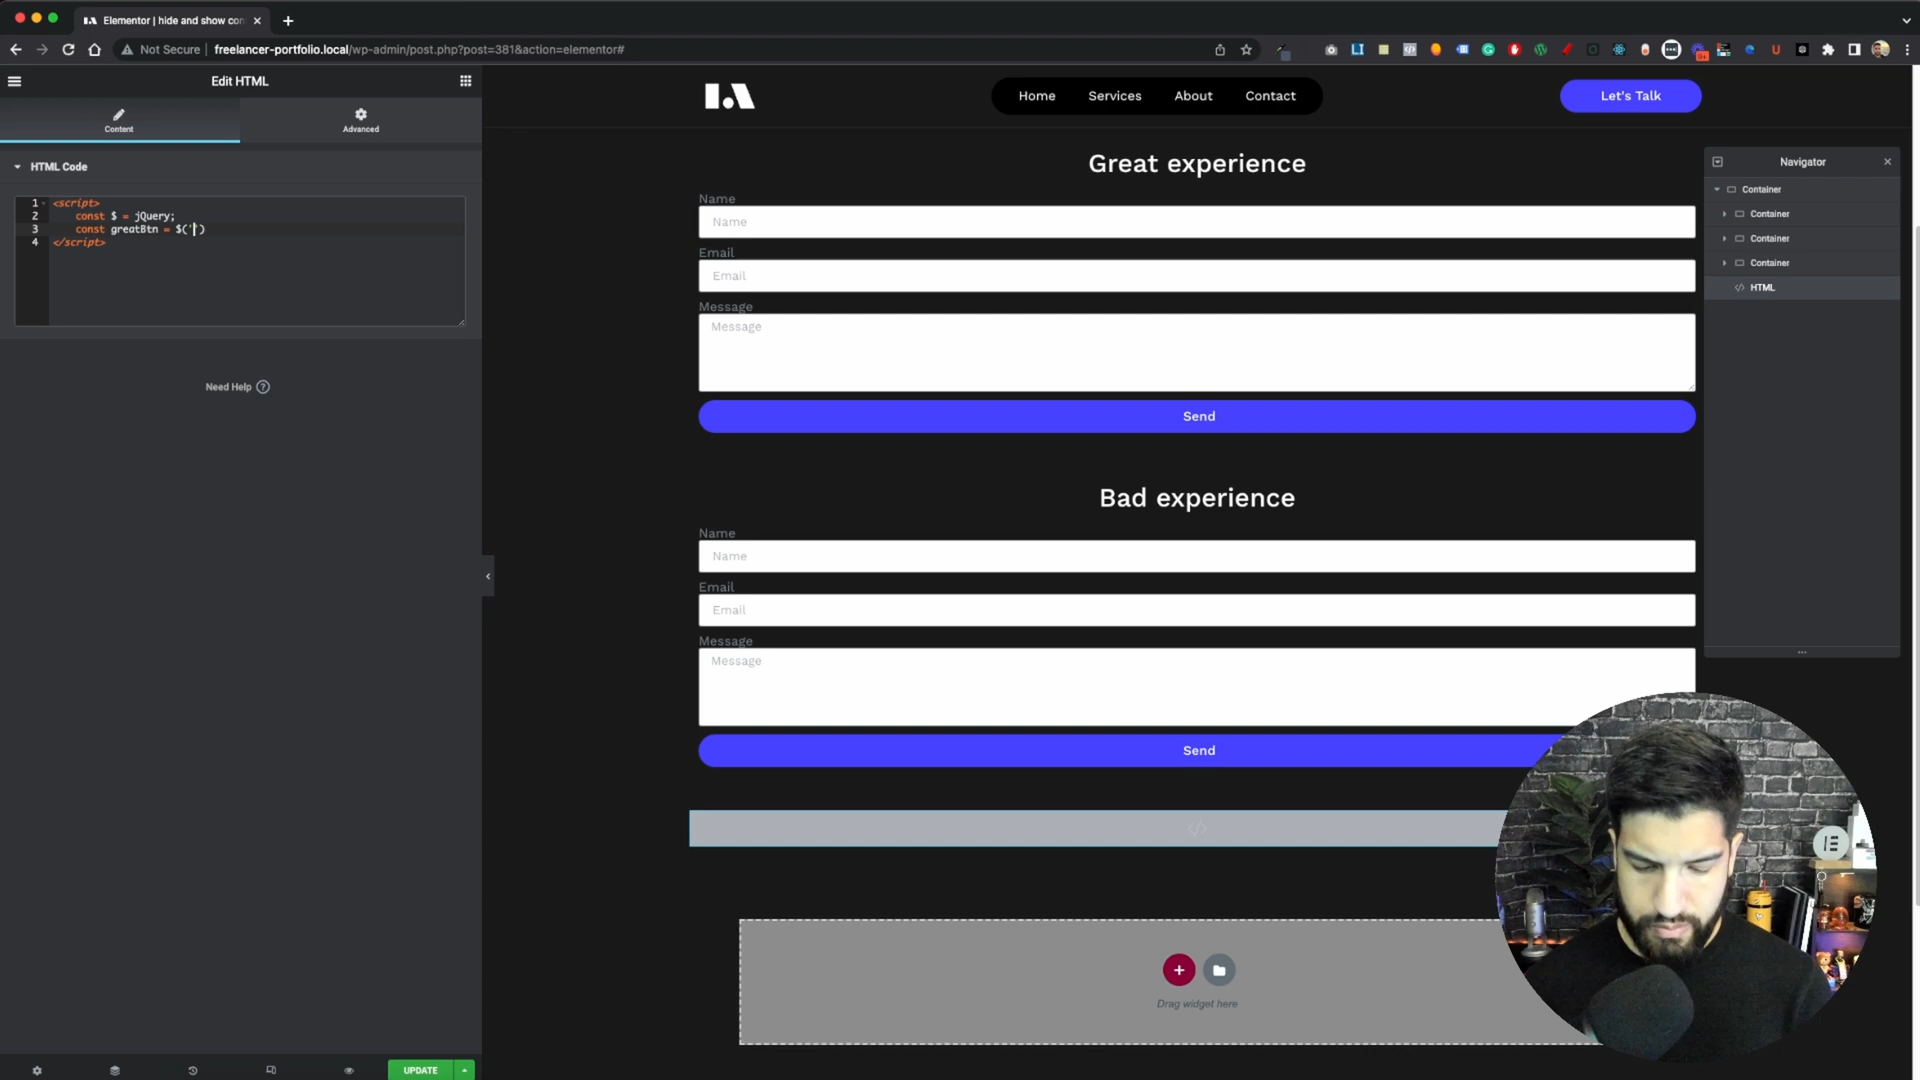 Elementor | hide and show con
Not Secure | freelancer-portfolio.local/wp-admin/post.php?post=381&action=elementor#
Edit HTML
Content
Advanced
HTML Code
1 <script>
2 const $ = jQuery;
3 const greatBtn = $('')
4 </script>
Need Help ?
UPDATE
Home Services About Contact
Let's Talk
Great experience
Name
Name
Email
Email
Message
Message
Send
Bad experience
Name
Name
Email
Email
Message
Message
Send
Drag widget here
Navigator
Container
Container
Container
Container
HTML